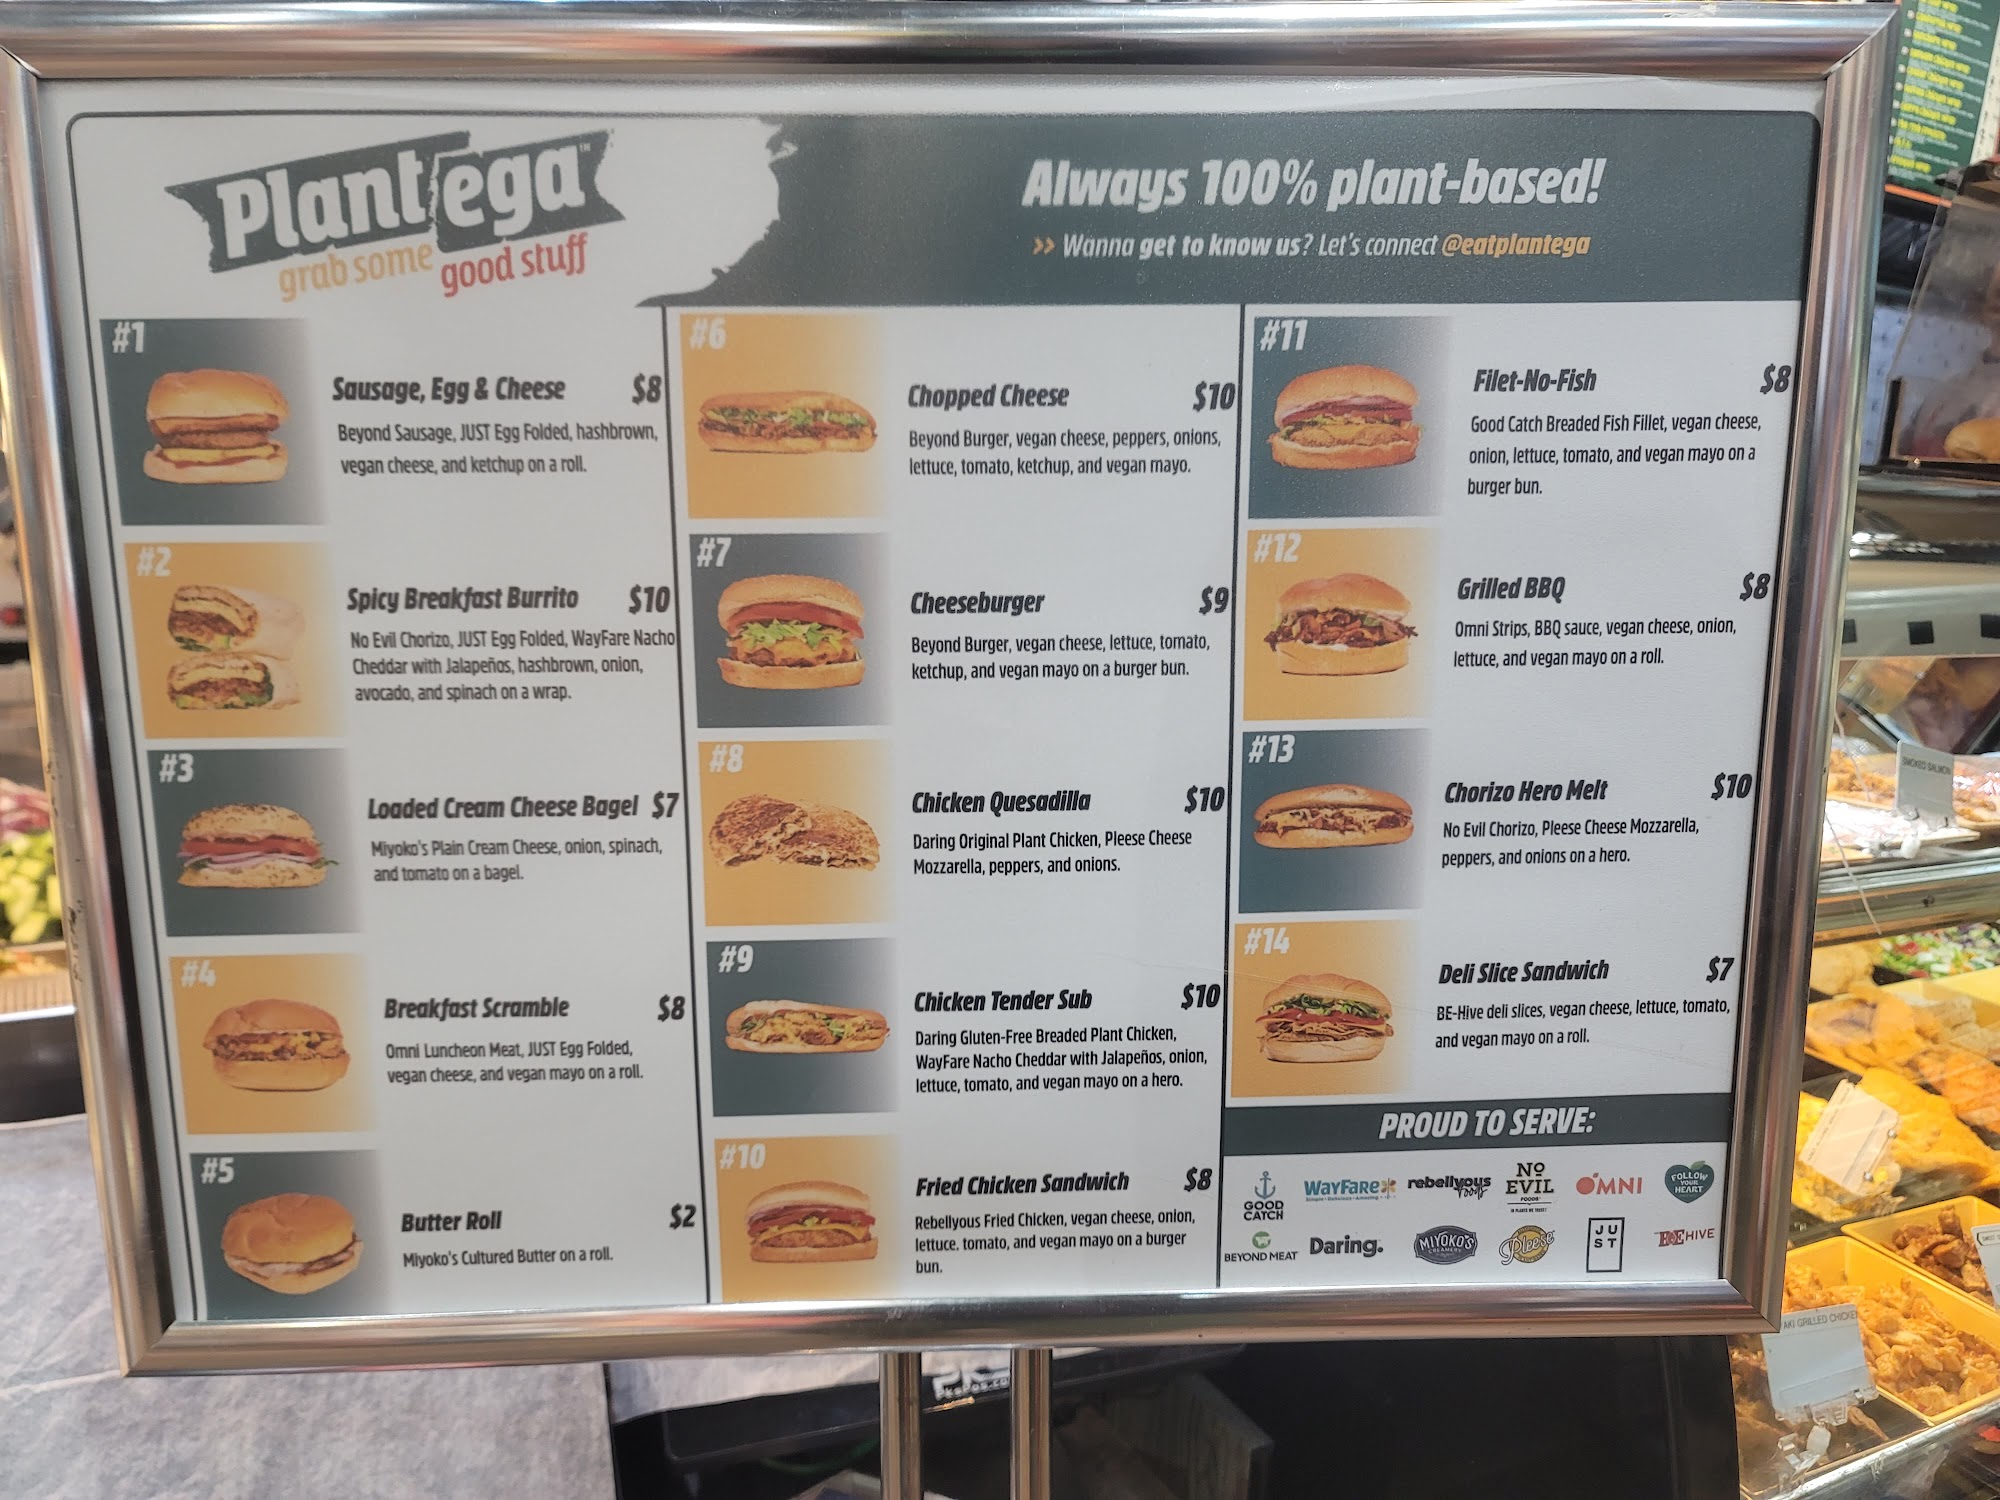 Plantega™
grab some good stuff
Always 100% plant-based!
>> Wanna get to know us? Let's connect @eatplantega
#1
Sausage, Egg & Cheese $8
Beyond Sausage, JUST Egg Folded, hashbrown,
vegan cheese, and ketchup on a roll.
#2
Spicy Breakfast Burrito $10
No Evil Chorizo, JUST Egg Folded, WayFare Nacho
Cheddar with Jalapeños, hashbrown, onion,
avocado, and spinach on a wrap.
#3
Loaded Cream Cheese Bagel $7
Miyoko's Plain Cream Cheese, onion, spinach,
and tomato on a bagel.
#4
Breakfast Scramble $8
Omni Luncheon Meat, JUST Egg Folded,
vegan cheese, and vegan mayo on a roll.
#5
Butter Roll $2
Miyoko's Cultured Butter on a roll.
#6
Chopped Cheese $10
Beyond Burger, vegan cheese, peppers, onions,
lettuce, tomato, ketchup, and vegan mayo.
#7
Cheeseburger $9
Beyond Burger, vegan cheese, lettuce, tomato,
ketchup, and vegan mayo on a burger bun.
#8
Chicken Quesadilla $10
Daring Original Plant Chicken, Pleese Cheese
Mozzarella, peppers, and onions.
#9
Chicken Tender Sub $10
Daring Gluten-Free Breaded Plant Chicken,
WayFare Nacho Cheddar with Jalapeños, onion,
lettuce, tomato, and vegan mayo on a hero.
#10
Fried Chicken Sandwich $8
Rebellyous Fried Chicken, vegan cheese, onion,
lettuce. tomato, and vegan mayo on a burger
bun.
#11
Filet-No-Fish $8
Good Catch Breaded Fish Fillet, vegan cheese,
onion, lettuce, tomato, and vegan mayo on a
burger bun.
#12
Grilled BBQ $8
Omni Strips, BBQ sauce, vegan cheese, onion,
lettuce, and vegan mayo on a roll.
#13
Chorizo Hero Melt $10
No Evil Chorizo, Pleese Cheese Mozzarella,
peppers, and onions on a hero.
#14
Deli Slice Sandwich $7
BE-Hive deli slices, vegan cheese, lettuce, tomato,
and vegan mayo on a roll.
PROUD TO SERVE:
GOOD
CATCH
WAYFARE
rebellyous
foods
NO
EVIL
FOODS
OMNI
FOLLOW
YOUR
HEART
BEYOND MEAT
Daring.
MIYOKO'S
CREAMERY
Pleese
JU
ST
BE HIVE
SMOKED SALMON
AKI GRILLED CHICKEN